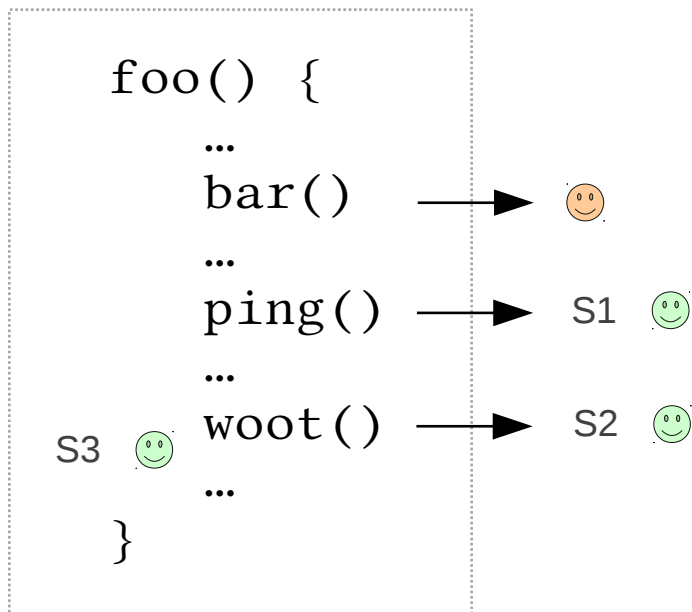 foo() {
…
bar()
…
ping() S1
…
woot() S2
S3
…
}